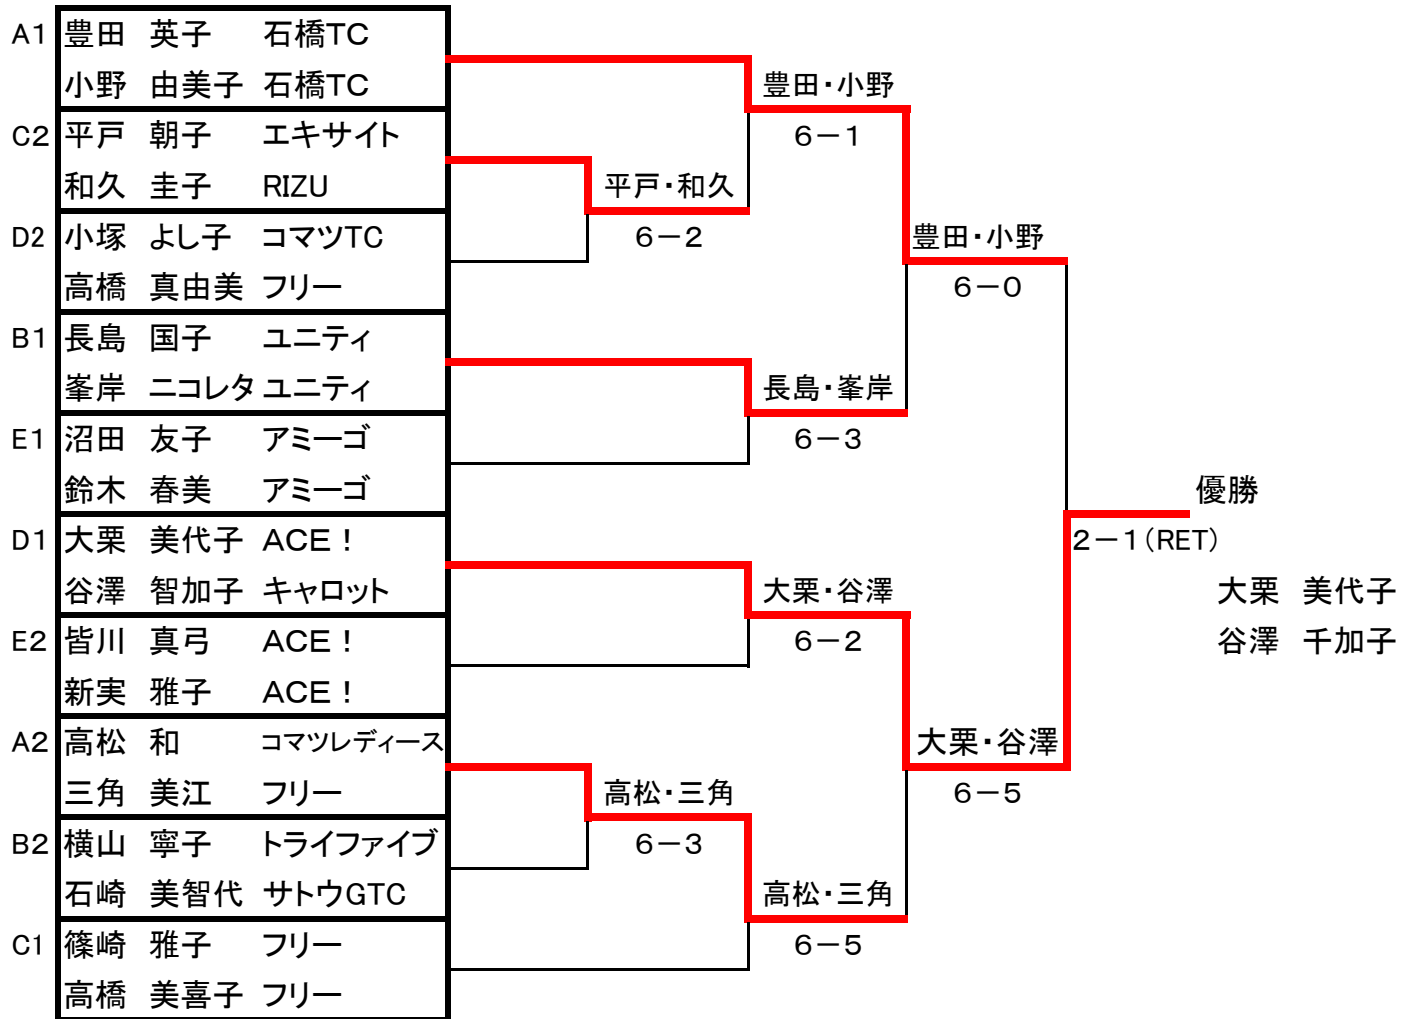 A1 豊田 英子 石橋TC
小野 由美子 石橋TC
C2 平戸 朝子 エキサイト
和久 圭子 RIZU
D2 小塚 よし子 コマツTC
高橋 真由美 フリー
B1 長島 国子 ユニティ
峯岸 ニコレタ ユニティ
E1 沼田 友子 アミーゴ
鈴木 春美 アミーゴ
D1 大栗 美代子 ACE！
谷澤 智加子 キャロット
E2 皆川 真弓 ACE！
新実 雅子 ACE！
A2 高松 和 コマツレディース
三角 美江 フリー
B2 横山 寧子 トライファイブ
石崎 美智代 サトウGTC
C1 篠崎 雅子 フリー
高橋 美喜子 フリー
平戸・和久
6－2
高松・三角
6－3
豊田・小野
6－1
長島・峯岸
6－3
大栗・谷澤
6－2
高松・三角
6－5
豊田・小野
6－0
大栗・谷澤
6－5
優勝
2－1（RET）
大栗 美代子
谷澤 千加子